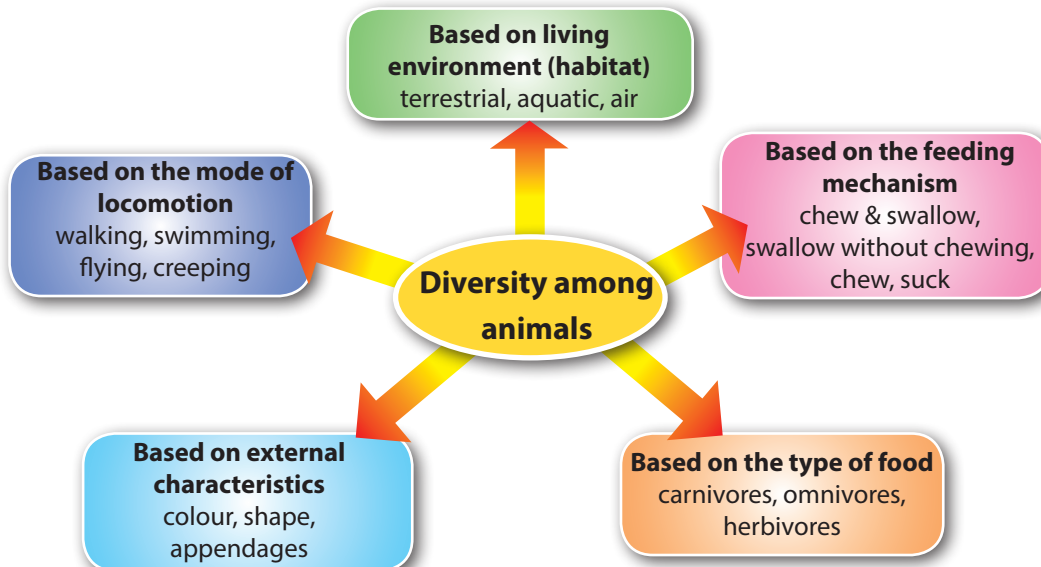 Based on living
environment (habitat)
terrestrial, aquatic, air
Based on the mode of
locomotion
walking, swimming,
flying, creeping
Based on the feeding
mechanism
chew & swallow,
swallow without chewing,
chew, suck
Diversity among
animals
Based on external
characteristics
colour, shape,
appendages
Based on the type of food
carnivores, omnivores,
herbivores